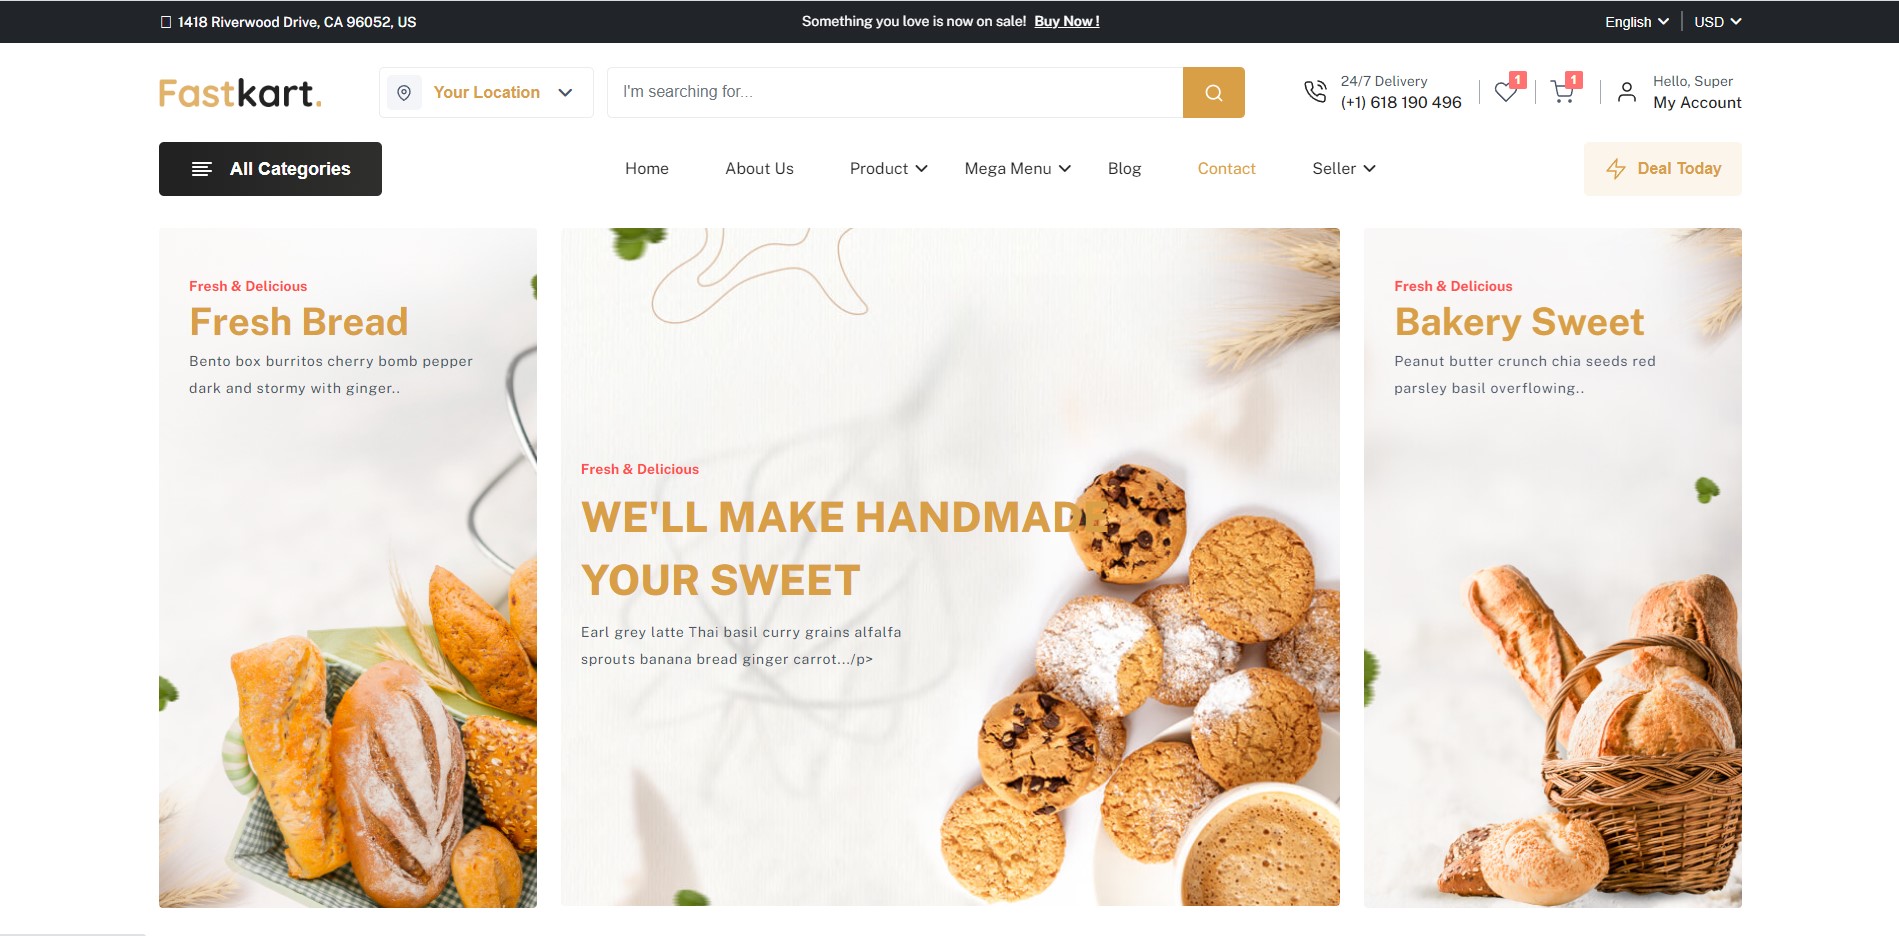 1418 Riverwood Drive, CA 96052, US
Something you love is now on sale! Buy Now !
English
USD
Fastkart.
Your Location
I'm searching for...
24/7 Delivery
(+1) 618 190 496
1
1
Hello, Super
My Account
All Categories
Home
About Us
Product
Mega Menu
Blog
Contact
Seller
Deal Today
Fresh & Delicious
Fresh Bread
Bento box burritos cherry bomb pepper
dark and stormy with ginger..
Fresh & Delicious
WE'LL MAKE HANDMADE
YOUR SWEET
Earl grey latte Thai basil curry grains alfalfa
sprouts banana bread ginger carrot.../p>
Fresh & Delicious
Bakery Sweet
Peanut butter crunch chia seeds red
parsley basil overflowing..